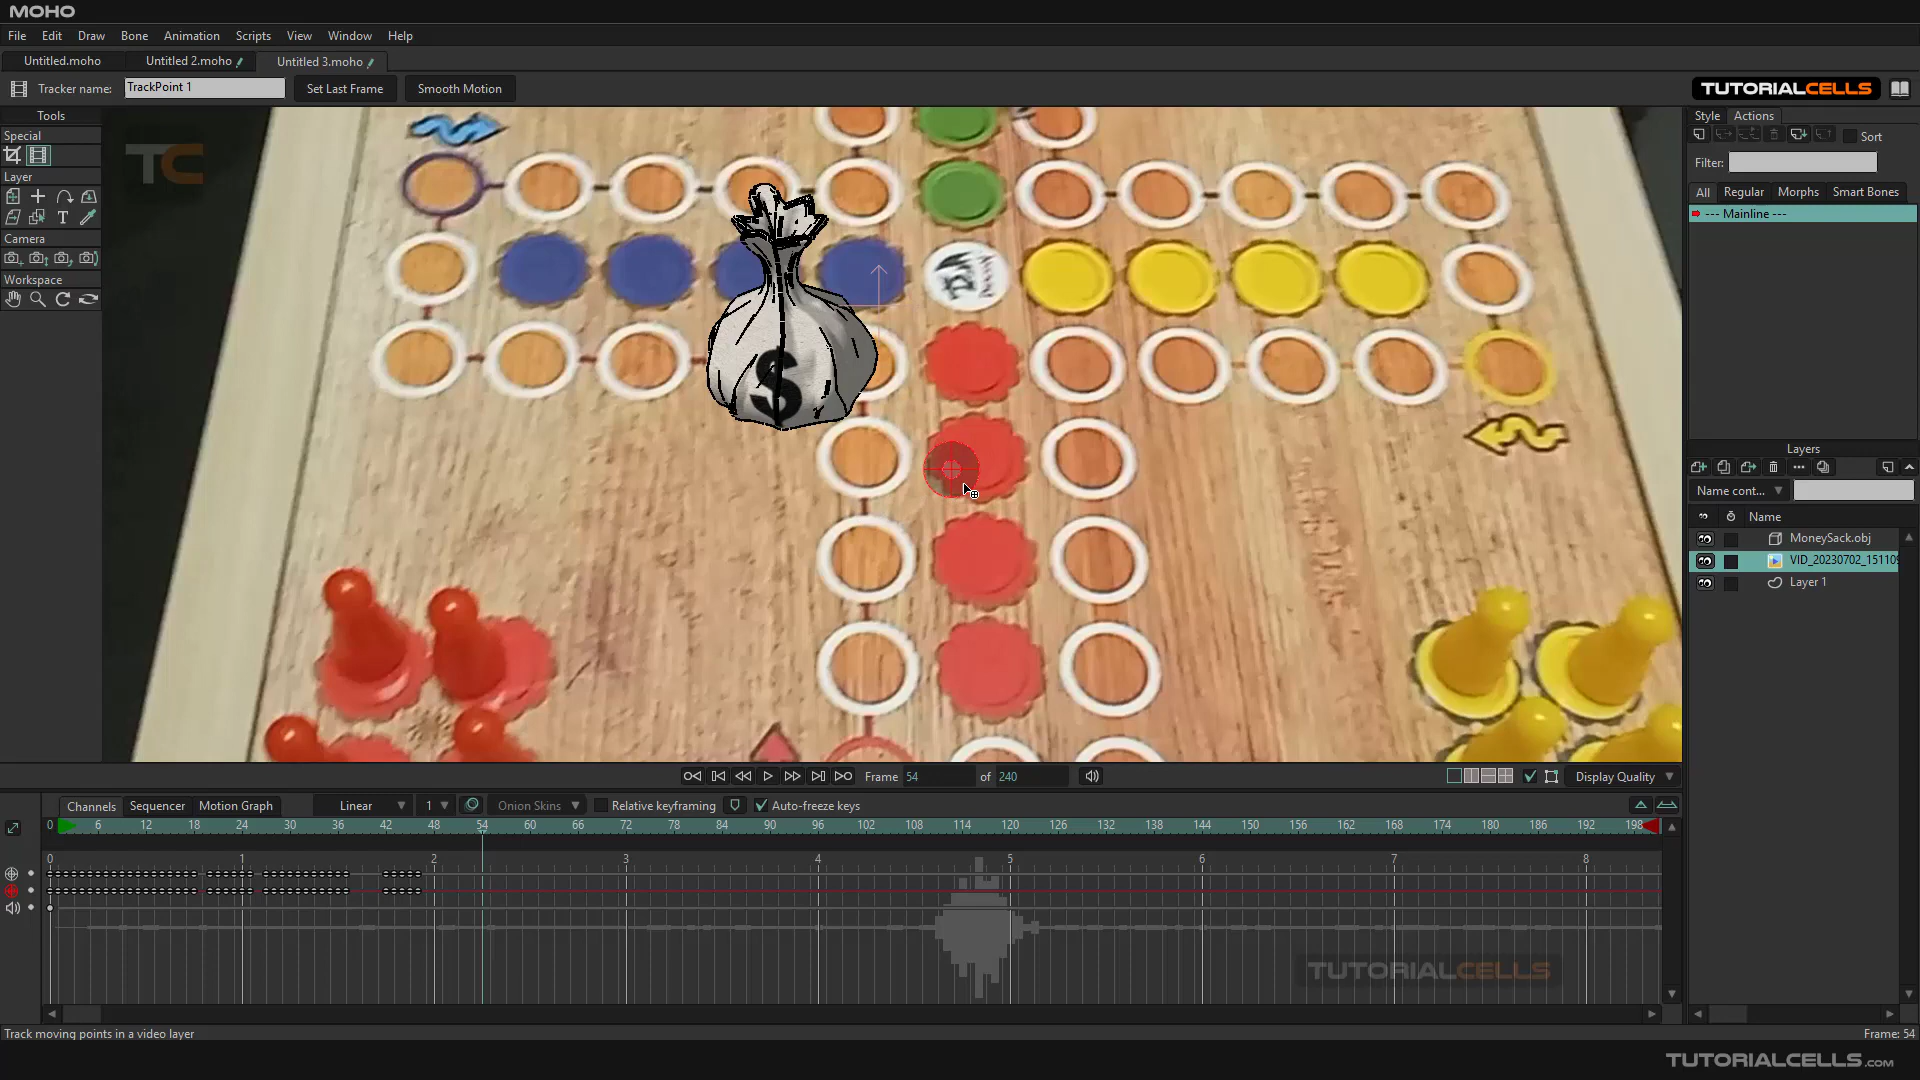 MOHO
File Edit Draw Bone Animation Scripts View Window Help
Untitled.moho Untitled 2.moho Untitled 3.moho
Tracker name: TrackPoint 1 Set Last Frame Smooth Motion
TUTORIALCELLS
Tools
Special
Layer
T
Camera
Workspace
TC
$
Style Actions
Sort
Filter:
All Regular Morphs Smart Bones
--- Mainline ---
Layers
Name cont...
Name
MoneySack.obj
VID_20230702_15110
Layer 1
Frame 54 of 240 Display Quality
Channels Sequencer Motion Graph Linear 1 Onion Skins Relative keyframing Auto-freeze keys
0 6 12 18 24 30 36 42 48 54 60 66 72 78 84 90 96 102 108 114 120 126 132 138 144 150 156 162 168 174 180 186 192 198
0 1 2 3 4 5 6 7 8
TUTORIALCELLS
Track moving points in a video layer
Frame: 54
TUTORIALCELLS.COM